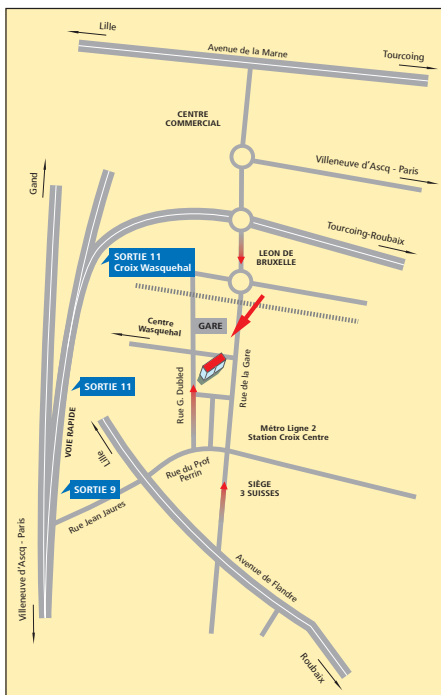 Lille
Avenue de la Marne
Tourcoing
CENTRE
COMMERCIAL
Villeneuve d'Ascq - Paris
Gand
Tourcoing-Roubaix
SORTIE 11
Croix Wasquehal
LEON DE
BRUXELLE
GARE
Centre
Wasquehal
Rue de la Gare
SORTIE 11
Rue G. Dubled
VOIE RAPIDE
Lille
Métro Ligne 2
Station Croix Centre
Rue du Prof
Perrin
SORTIE 9
SIÈGE
3 SUISSES
Rue Jean Jaures
Villeneuve d'Ascq - Paris
Avenue de Flandre
Roubaix